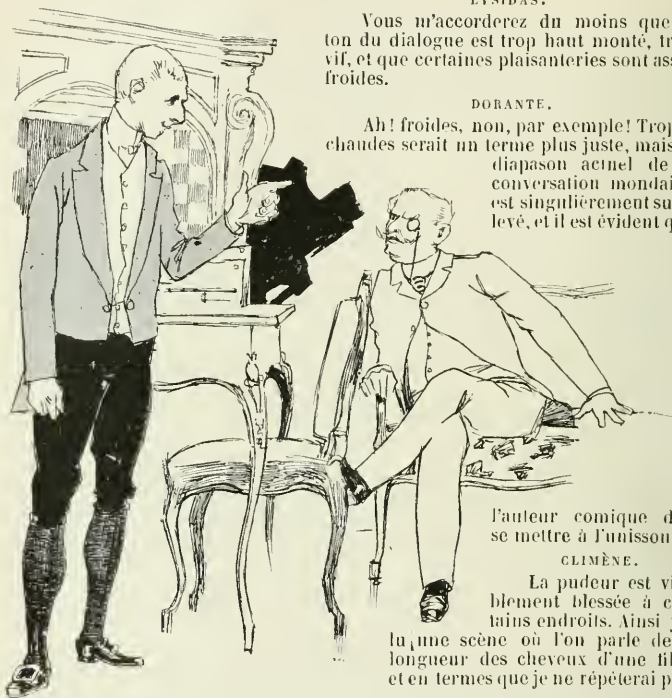 LYSIDAS.
Vous m'accorderez du moins que
ton du dialogue est trop haut monté, tr
vif, et que certaines plaisanteries sont ass
froides.
DORANTE.
Ah! froides, non, par exemple! Trop
chaudes serait un terme plus juste, mais
diapason actuel de
conversation mondai
est singulièrement su
levé, et il est évident q
l'auteur comique d
se mettre à l'unisson
CLIMÈNE.
La pudeur est vi
blement blessée à c
tains endroits. Ainsi j
lu une scène où l'on parle de
longueur des cheveux d'une fil
et en termes que je ne répéterai p